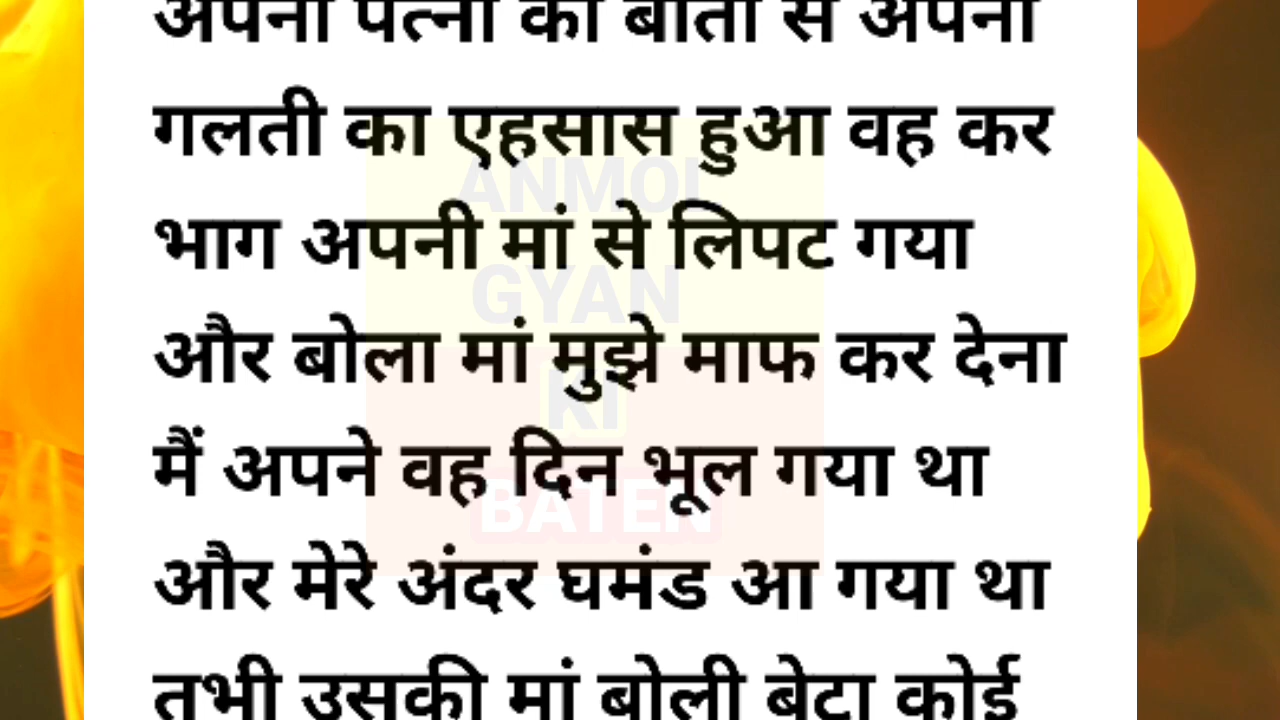 अपनी पत्नी की बातों से अपनी
गलती का एहसास हुआ वह कर
भाग अपनी मां से लिपट गया
और बोला मां मुझे माफ कर देना
मैं अपने वह दिन भूल गया था
और मेरे अंदर घमंड आ गया था
तभी उसकी मां बोली बेटा कोई
ANMOL
GYAN
KI
BATEN